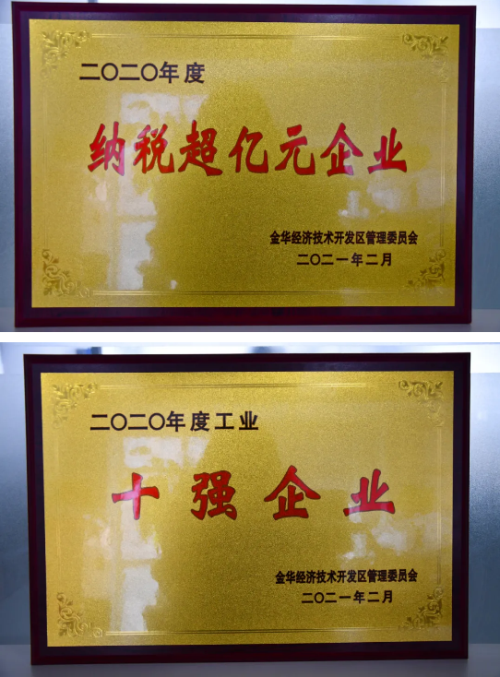 二〇二〇年度
纳税超亿元企业
金华经济技术开发区管理委员会
二〇二一年二月
二〇二〇年度工业
十强企业
金华经济技术开发区管理委员会
二〇二一年二月